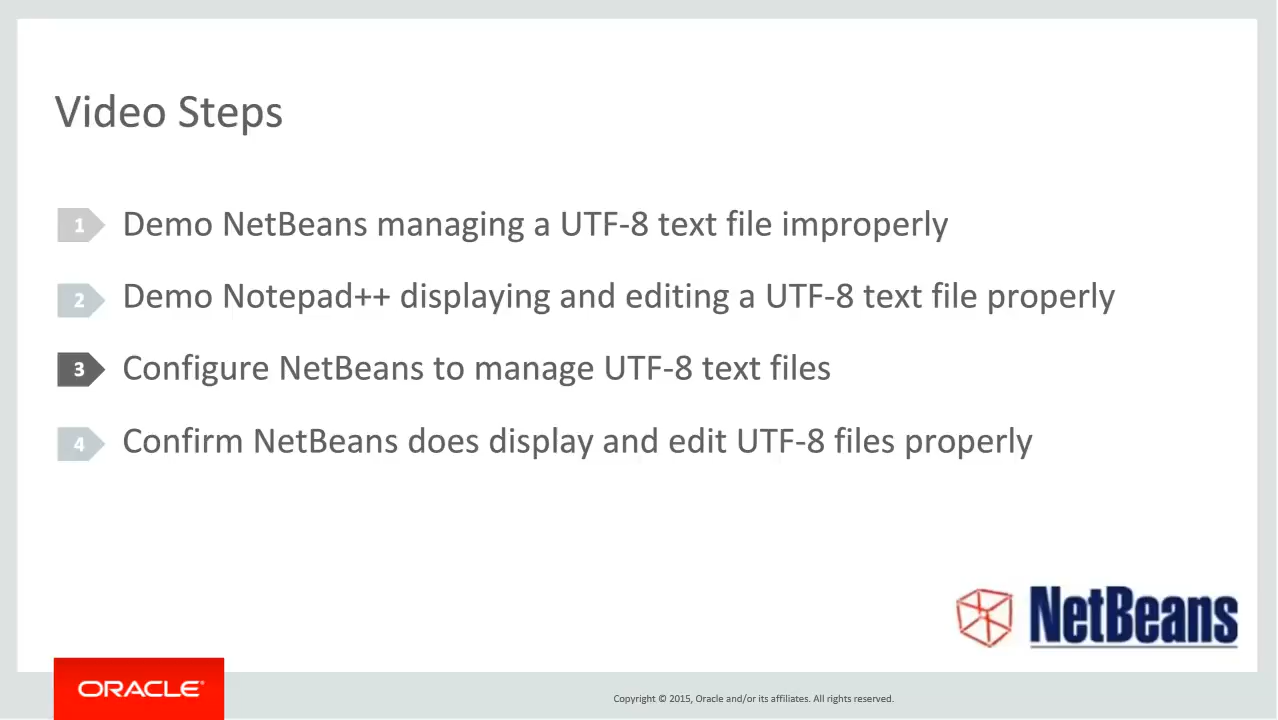 Video Steps
1 Demo NetBeans managing a UTF-8 text file improperly
2 Demo Notepad++ displaying and editing a UTF-8 text file properly
3 Configure NetBeans to manage UTF-8 text files
4 Confirm NetBeans does display and edit UTF-8 files properly
NetBeans
ORACLE®
Copyright © 2015, Oracle and/or its affiliates. All rights reserved.